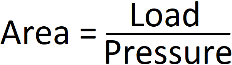 Area = Load
Pressure